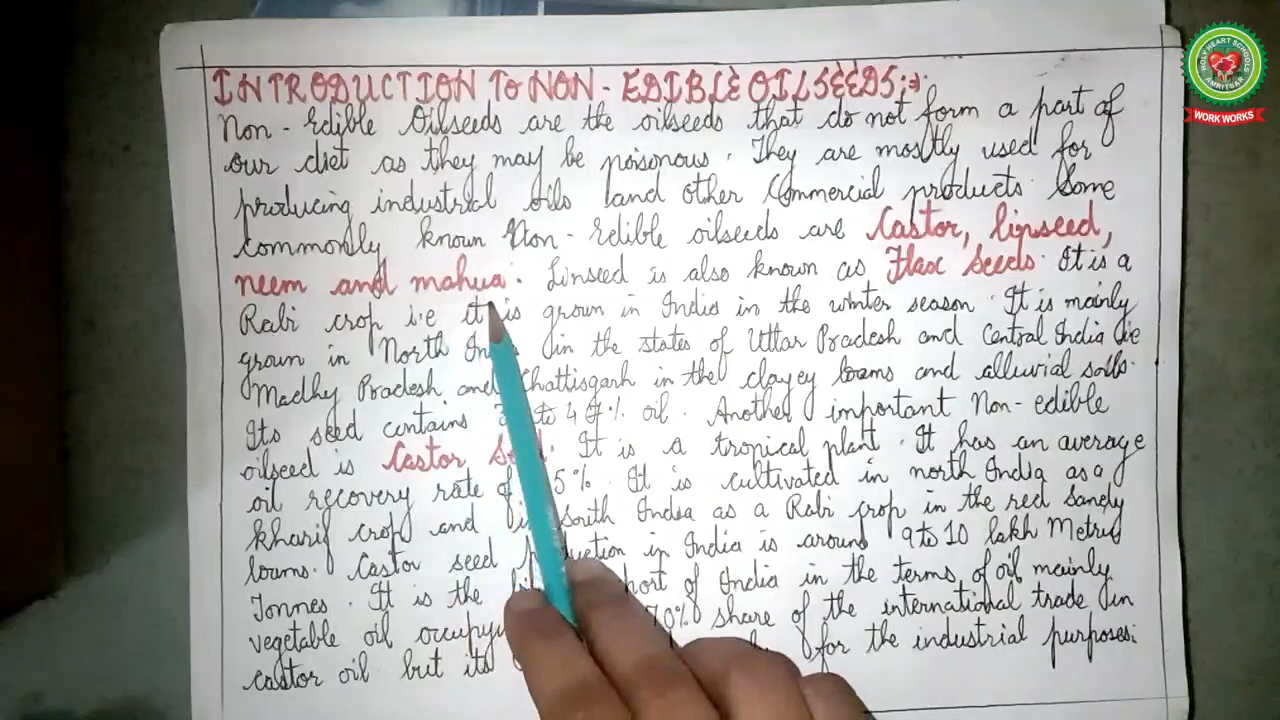 INTRODUCTION TO NON - EDIBLE OILSEEDS:→
Non - Edible Oilseeds are the oilseeds that do not form a part of
our diet as they may be poisonous. They are mostly used for
producing industrial oils and other Commercial products. Some
commonly known Non - Edible oilseeds are Castor, linseed,
neem and mahua. Linseed is also known as Flax Seeds. It is a
Rabi crop i.e it is grown in India in the winter season. It is mainly
grown in North in the states of Uttar Pradesh and Central India ie
Madhy Pradesh and Chattisgarh in the clayey loams and alluvial soils.
Its seed contains to oil. Another important Non - edible
oilseed is Castor It is a tropical plant. It has an average
oil recovery rate of 5%. It is cultivated in north India as a
kharif crop and in South India as a Rabi crop in the red sandy
loams. Castor seed in India is around 9 to 10 lakh Metric
Tonnes. It is the of India in the terms of oil mainly
vegetable oil 70% share of the international trade in
castor oil but its for the industrial purposes.
HOLY HEART SCHOOLS
AMRITSAR
WORK WORKS